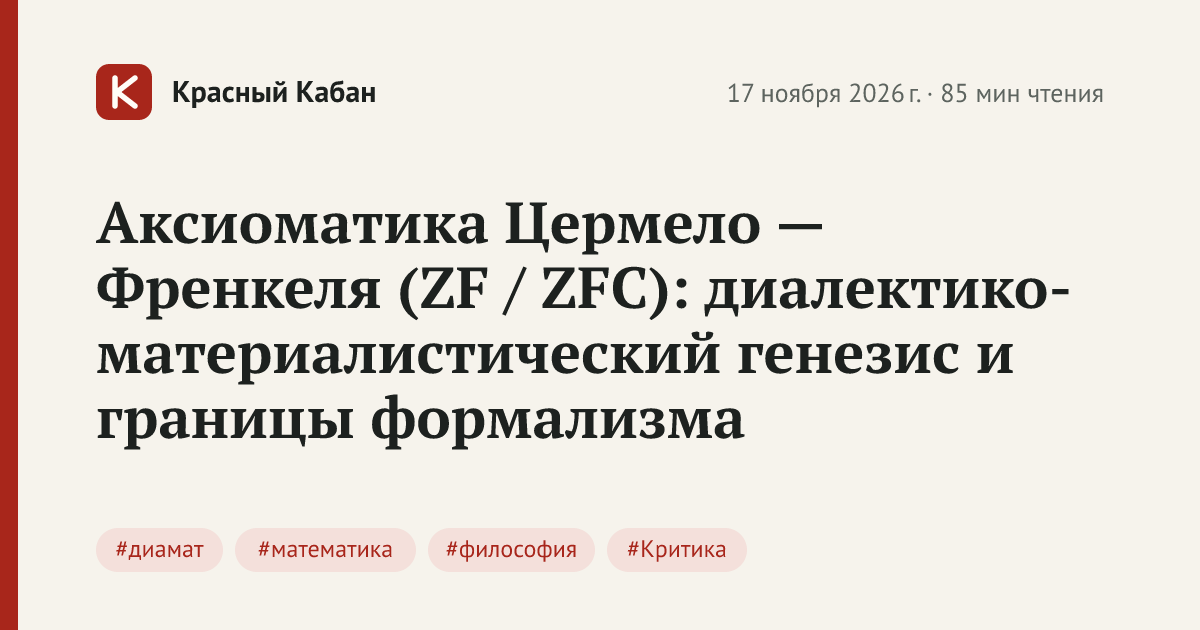 Красный Кабан
17 ноября 2026 г. · 85 мин чтения
Аксиоматика Цермело —
Френкеля (ZF / ZFC): диалектико-
материалистический генезис и
границы формализма
#диамат #математика #философия #Критика